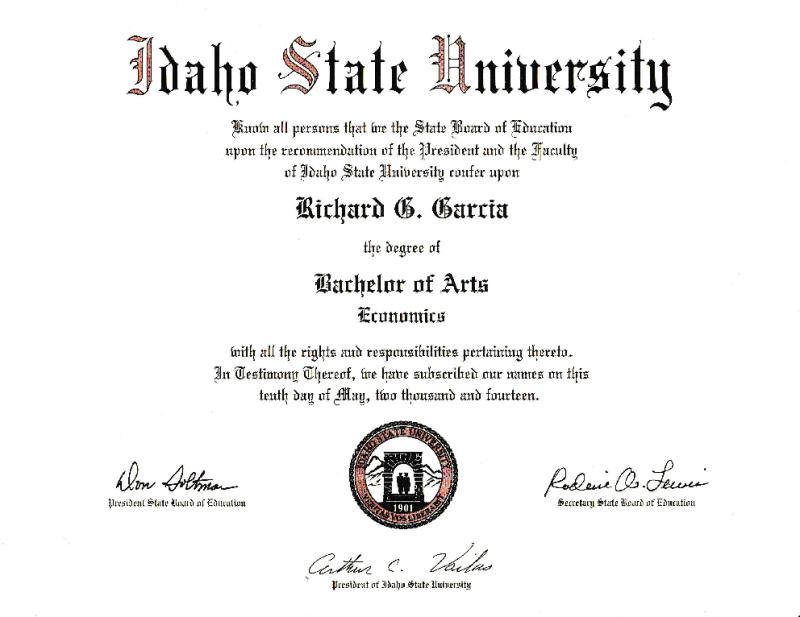 Idaho State University
Know all persons that we the State Board of Education
upon the recommendation of the President and the Faculty
of Idaho State University confer upon
Richard G. Garcia
the degree of
Bachelor of Arts
Economics
with all the rights and responsibilities pertaining thereto.
In Testimony Thereof, we have subscribed our names on this
tenth day of May, two thousand and fourteen.
IDAHO STATE UNIVERSITY
VERITAS VOS LIBERABIT
1901
Don Soltman
President State Board of Education
Roderic W. Lewis
Secretary State Board of Education
Arthur C. Vailas
President of Idaho State University